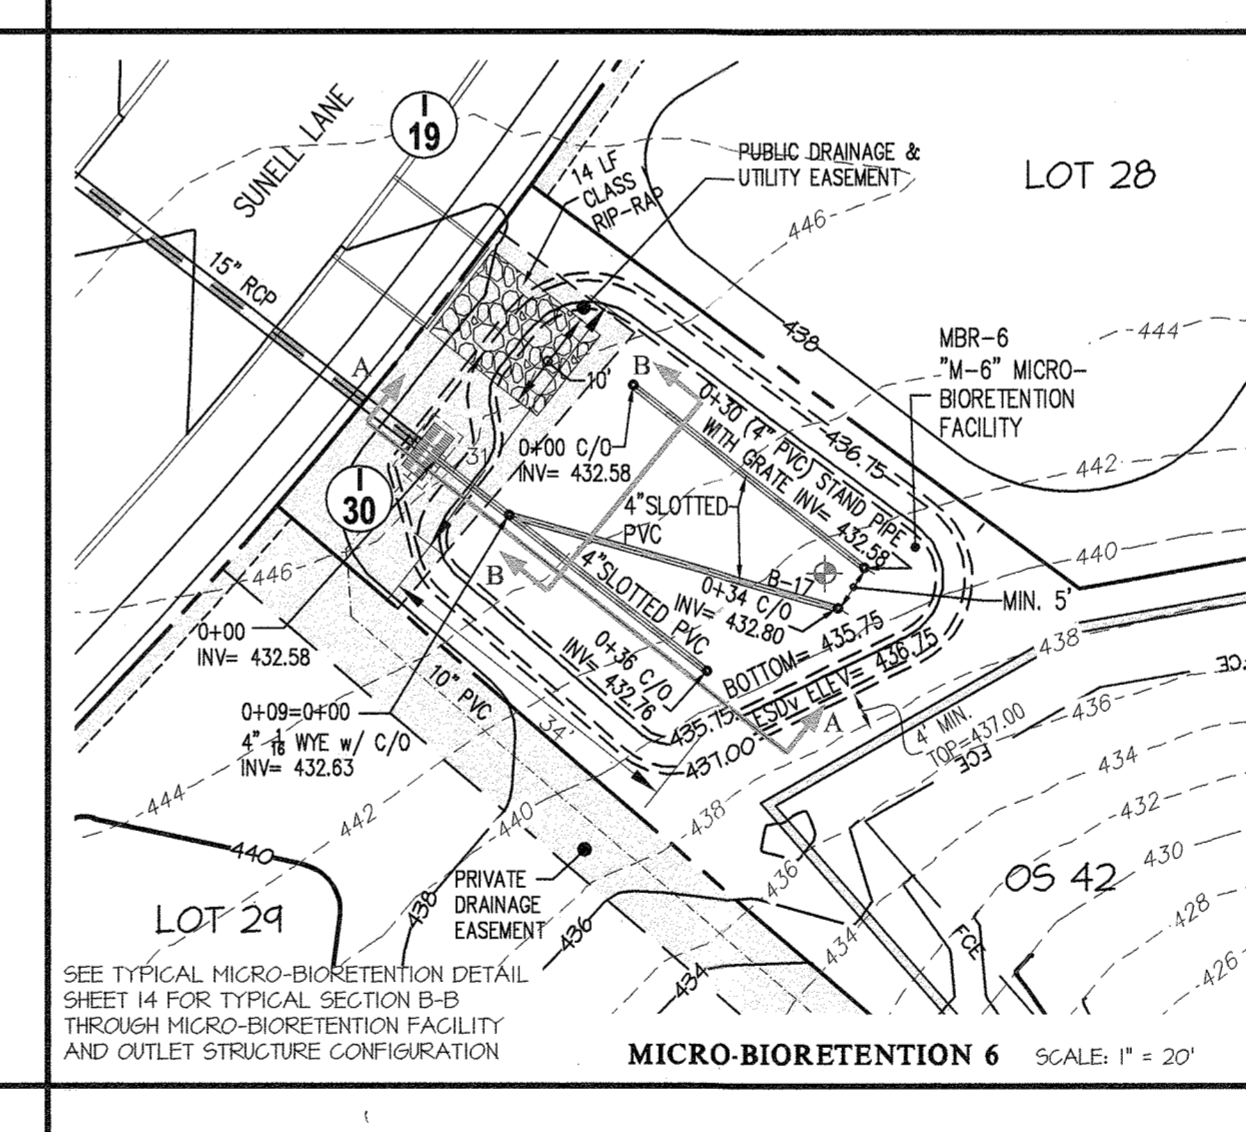 SUNELL LANE
I
19
14 LF
CLASS I
RIP-RAP
PUBLIC DRAINAGE &
UTILITY EASEMENT
LOT 28
446
15" RCP
438
444
MBR-6
"M-6" MICRO-
BIORETENTION
FACILITY
A
B
10'
0+30 (4" PVC) STAND PIPE
WITH GRATE INV= 432.58
436.75
31
0+00 C/O
INV= 432.58
442
I
30
4"SLOTTED
PVC
440
446
B
4"SLOTTED PVC
B-17
0+34 C/O
INV= 432.80
MIN. 5'
0+00
INV= 432.58
0+36 C/O
INV= 432.76
BOTTOM= 435.75
ESDv ELEV= 436.75
438
FCE
10" PVC
34'
435.75
437.00
A
4' MIN.
TOP=437.00
FCE
436
0+09=0+00
4" 1/16 WYE w/ C/O
INV= 432.63
434
444
442
440
438
432
440
430
436
OS 42
PRIVATE
DRAINAGE
EASEMENT
438
436
434
428
LOT 29
434
FCE
426
SEE TYPICAL MICRO-BIORETENTION DETAIL
SHEET 14 FOR TYPICAL SECTION B-B
THROUGH MICRO-BIORETENTION FACILITY
AND OUTLET STRUCTURE CONFIGURATION
MICRO-BIORETENTION 6 SCALE: 1" = 20'